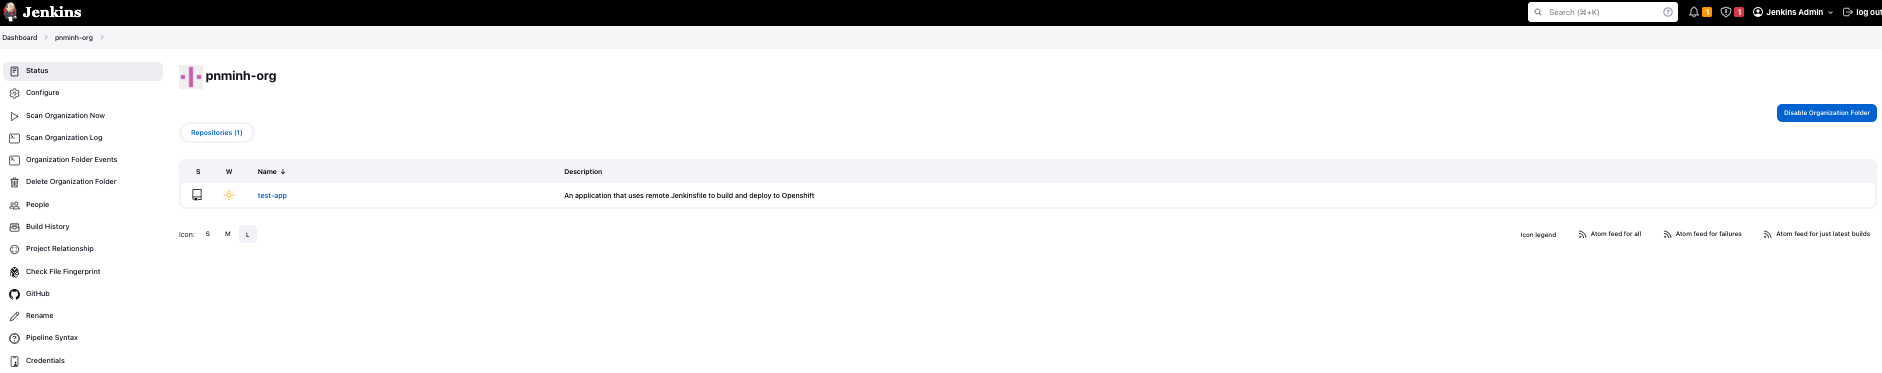 Jenkins
Search (⌘+K)
1
1
Jenkins Admin
log out
Dashboard
pnminh-org
Status
Configure
Scan Organization Now
Scan Organization Log
Organization Folder Events
Delete Organization Folder
People
Build History
Project Relationship
Check File Fingerprint
GitHub
Rename
Pipeline Syntax
Credentials
pnminh-org
Disable Organization Folder
Repositories (1)
S W Name ↓ Description
test-app An application that uses remote Jenkinsfile to build and deploy to Openshift
Icon: S M L
Icon legend Atom feed for all Atom feed for failures Atom feed for just latest builds